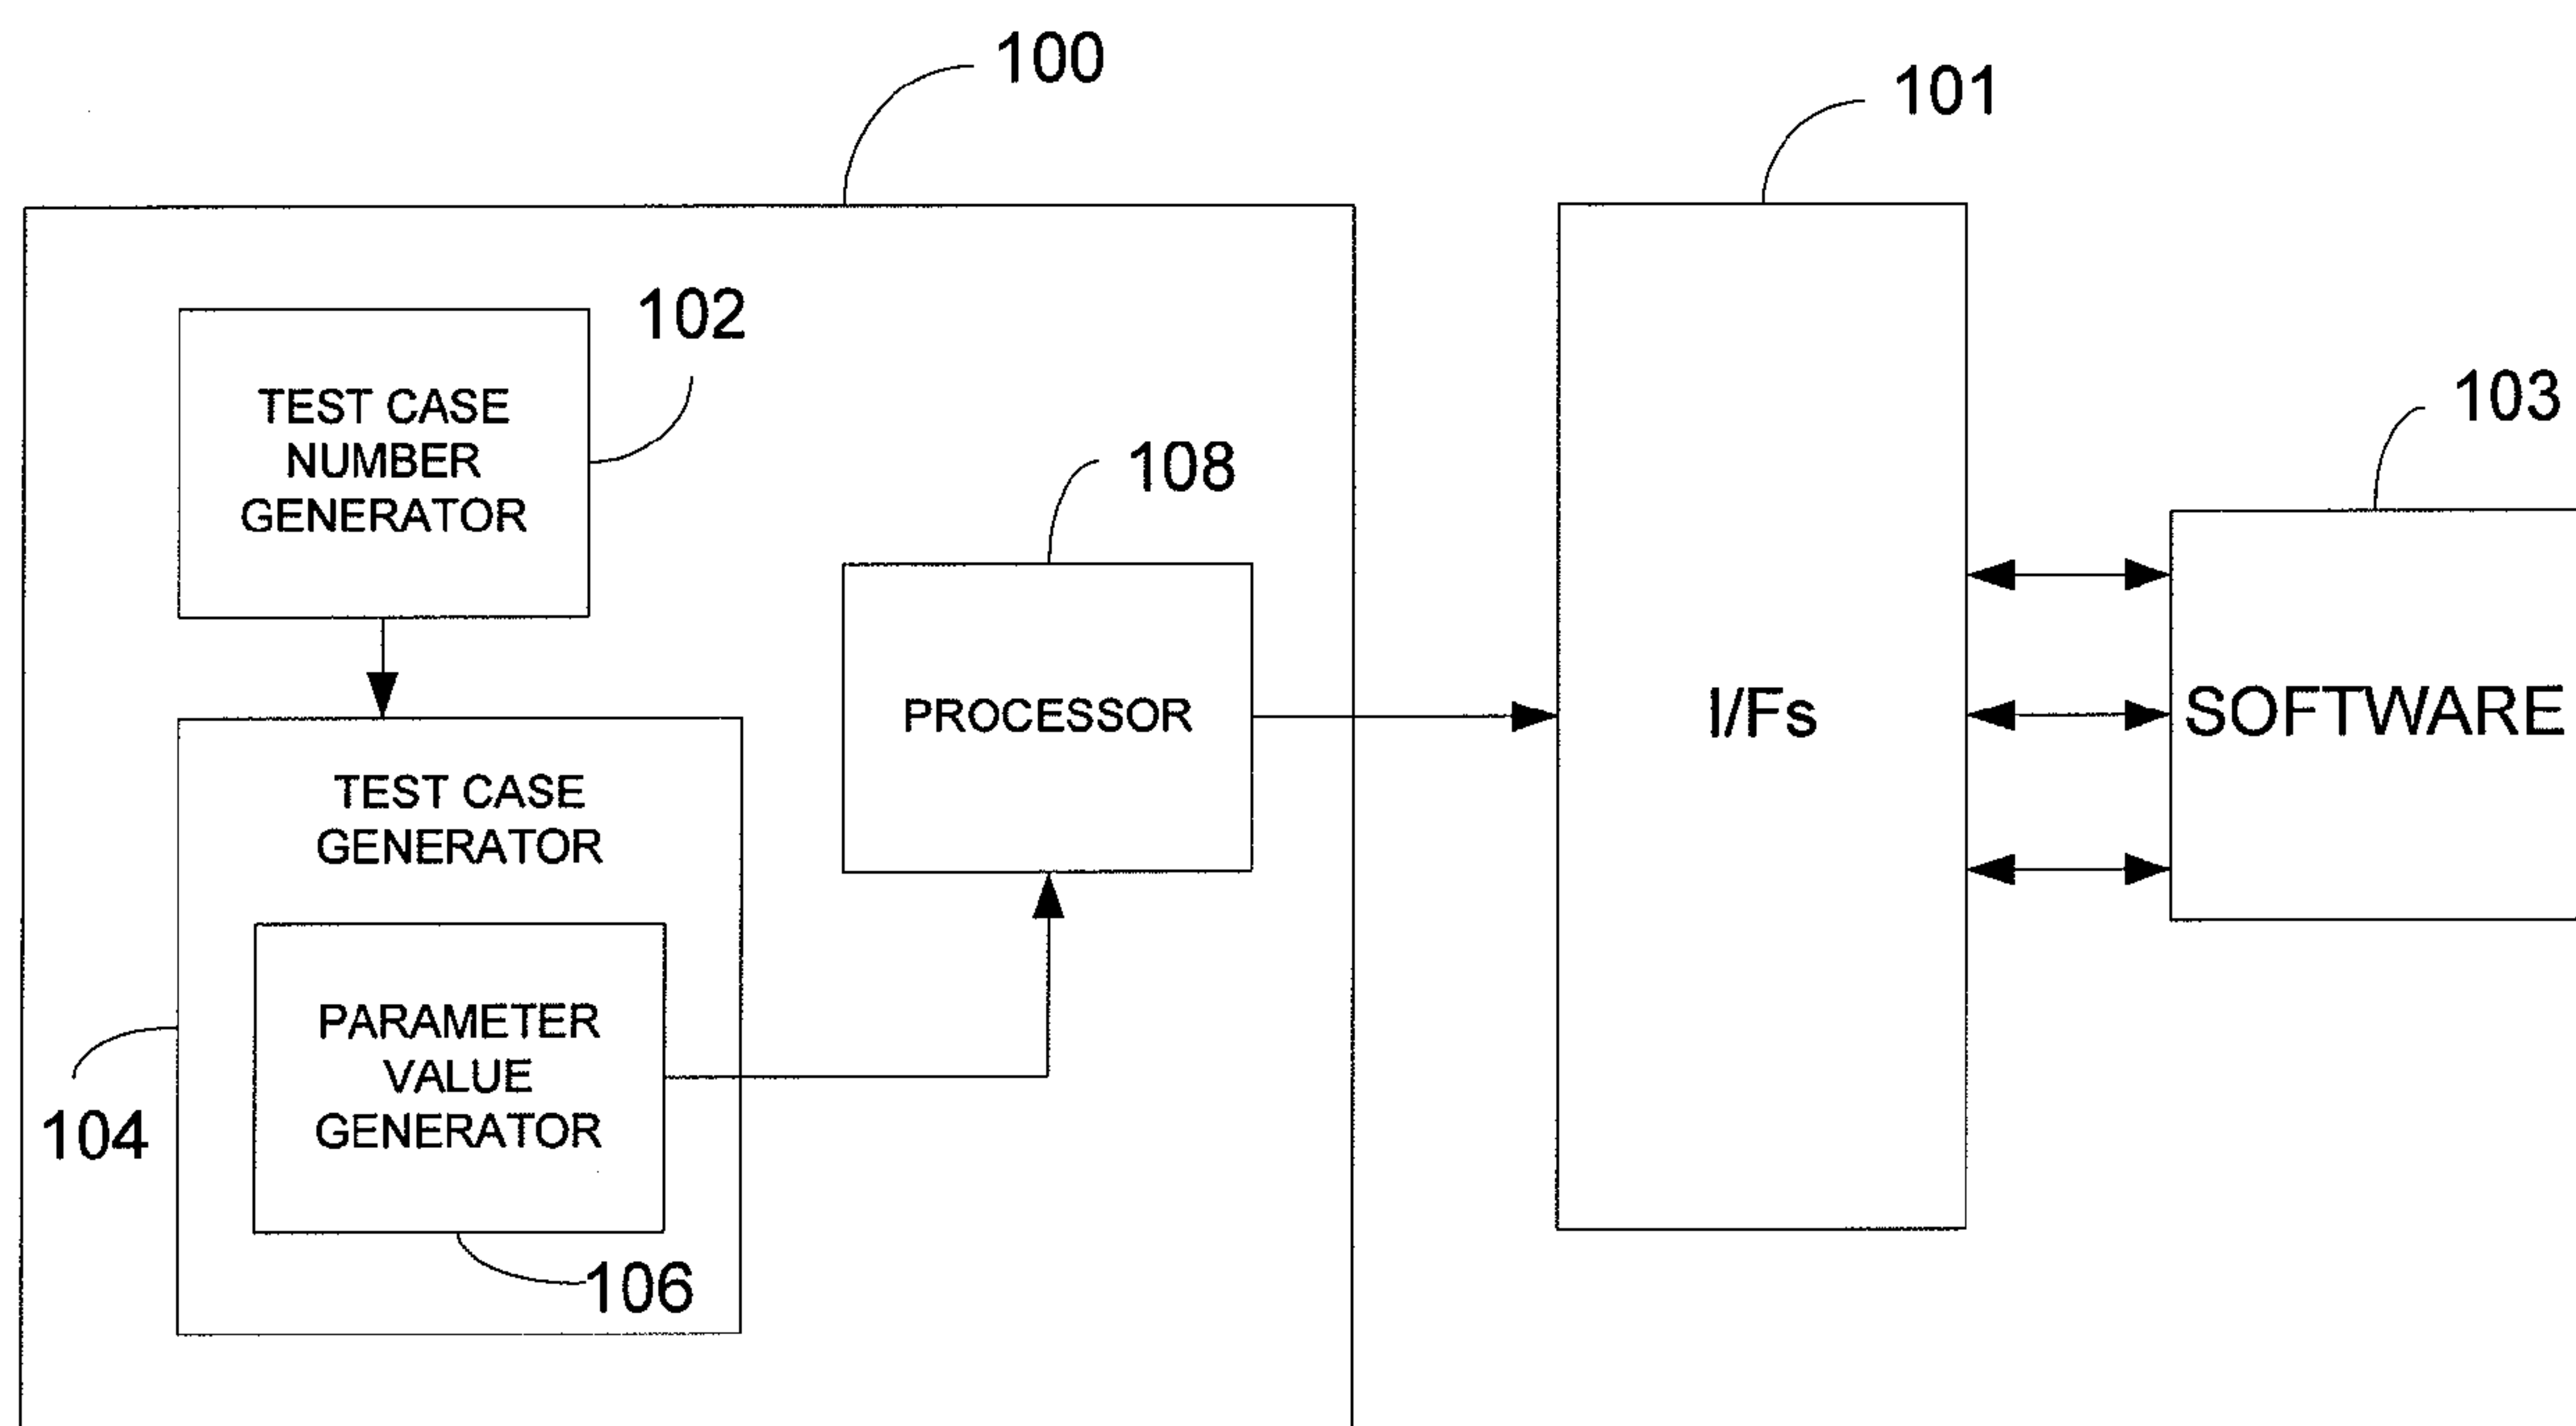 100
101
102
TEST CASE
NUMBER
GENERATOR
103
108
PROCESSOR
I/Fs
SOFTWARE
TEST CASE
GENERATOR
PARAMETER
VALUE
GENERATOR
104
106